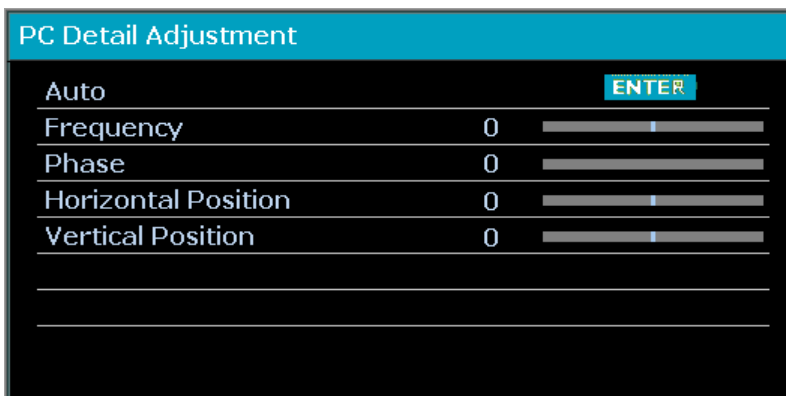 PC Detail Adjustment
Auto ENTER
Frequency 0
Phase 0
Horizontal Position 0
Vertical Position 0